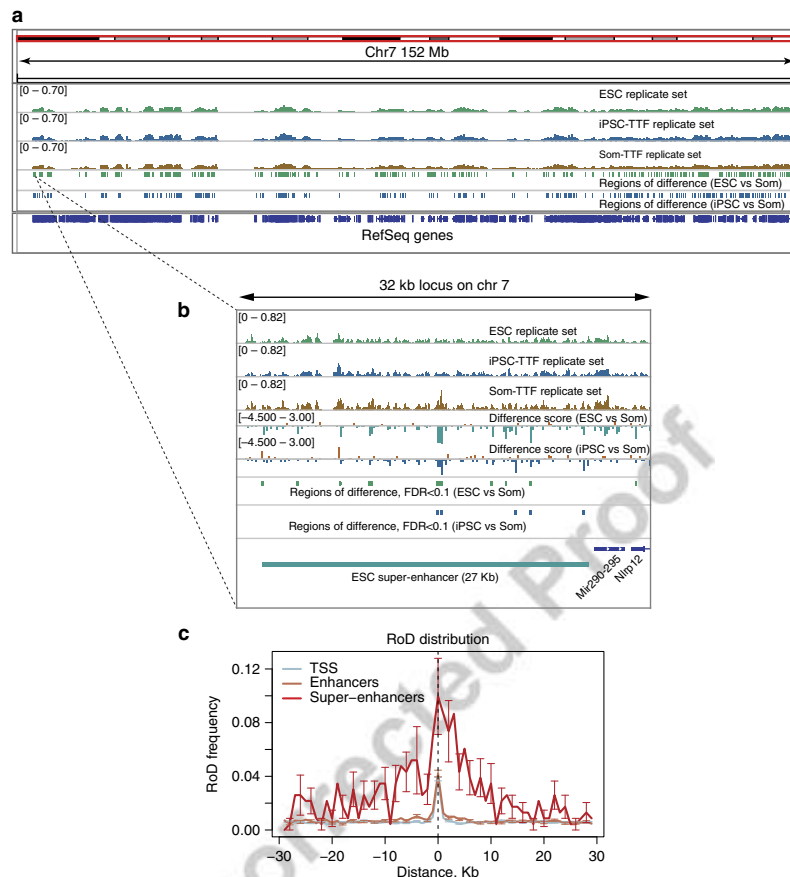 a
Chr7 152 Mb
[0 – 0.70]
ESC replicate set
[0 – 0.70]
iPSC-TTF replicate set
[0 – 0.70]
Som-TTF replicate set
Regions of difference (ESC vs Som)
Regions of difference (iPSC vs Som)
RefSeq genes
32 kb locus on chr 7
b
[0 – 0.82]
ESC replicate set
[0 – 0.82]
iPSC-TTF replicate set
[0 – 0.82]
Som-TTF replicate set
[–4.500 – 3.00]
Difference score (ESC vs Som)
[–4.500 – 3.00]
Difference score (iPSC vs Som)
Regions of difference, FDR<0.1 (ESC vs Som)
Regions of difference, FDR<0.1 (iPSC vs Som)
ESC super-enhancer (27 Kb)
Mir290-295
Nlrp12
c
RoD distribution
TSS
Enhancers
Super−enhancers
RoD frequency
0.12
0.08
0.04
0.00
−30 −20 −10 0 10 20 30
Distance, Kb
orrected Proof